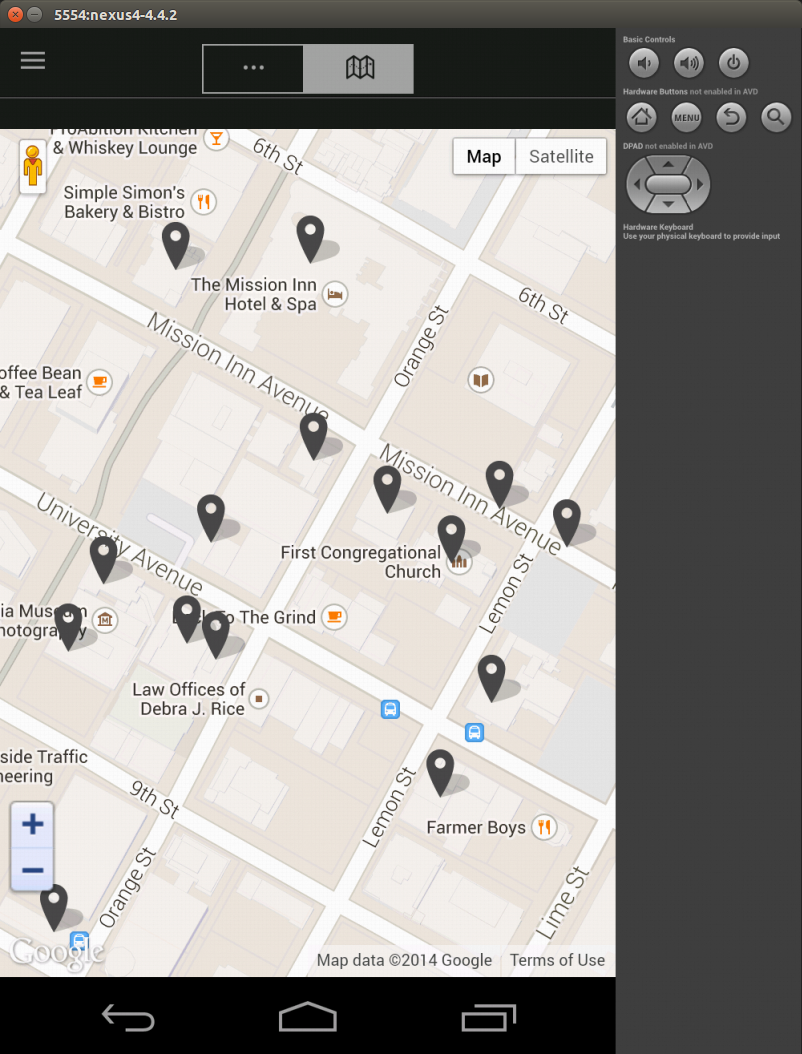 5554:nexus4-4.4.2
Basic Controls
Hardware Buttons not enabled in AVD
MENU
DPAD not enabled in AVD
Hardware Keyboard
Use your physical keyboard to provide input
Map
Satellite
ProAbition Kitchen
& Whiskey Lounge
6th St
Simple Simon's
Bakery & Bistro
The Mission Inn
Hotel & Spa
6th St
Orange St
Mission Inn Avenue
offee Bean
& Tea Leaf
Mission Inn Avenue
University Avenue
First Congregational
Church
Lemon St
ia Museum
notography
To The Grind
Law Offices of
Debra J. Rice
side Traffic
neering
9th St
Lemon St
Farmer Boys
Orange St
Lime St
+
−
Google
Map data ©2014 Google
Terms of Use